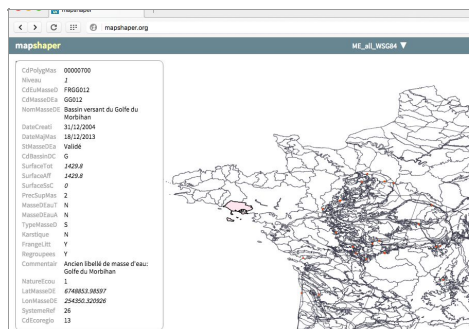 mapshaper
mapshaper.org
mapshaper
ME_all_WSG84 ▼
CdPolygMas 00000700
Niveau 1
CdEuMasseD FRGG012
CdMasseDEa GG012
NomMasseDE Bassin versant du Golfe du
Morbihan
DateCreati 31/12/2004
DateMajMas 18/12/2013
StMasseDEa Validé
CdBassinDC G
SurfaceTot 1429.8
SurfaceAff 1429.8
SurfaceSsC 0
PrecSupMas 2
MasseDEauT N
MasseDEauA N
TypeMasseD S
Karstique N
FrangeLitt Y
Regroupees Y
Commentair Ancien libellé de masse d'eau:
Golfe du Morbihan
NatureEcou 1
LatMasseDE 6748853.98597
LonMasseDE 254350.320926
SystemeRef 26
CdEcoregio 13